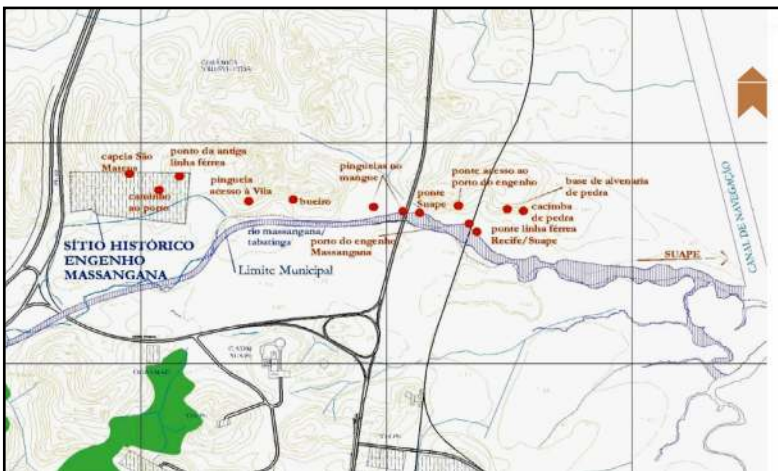 capela São
Mateus
ponto da antiga
linha férrea
caminho
ao porto
pinguela
acesso à Vila
bueiro
pinguelas no
mangue
ponte
Suape
ponte acesso ao
porto do engenho
base de alvenaria
de pedra
cacimba
de pedra
ponte linha férrea
Recife/Suape
porto do engenho
Massangana
rio massangana/
tabatinga
Limite Municipal
SÍTIO HISTÓRICO
ENGENHO
MASSANGANA
SUAPE
CANAL DE NAVEGAÇÃO